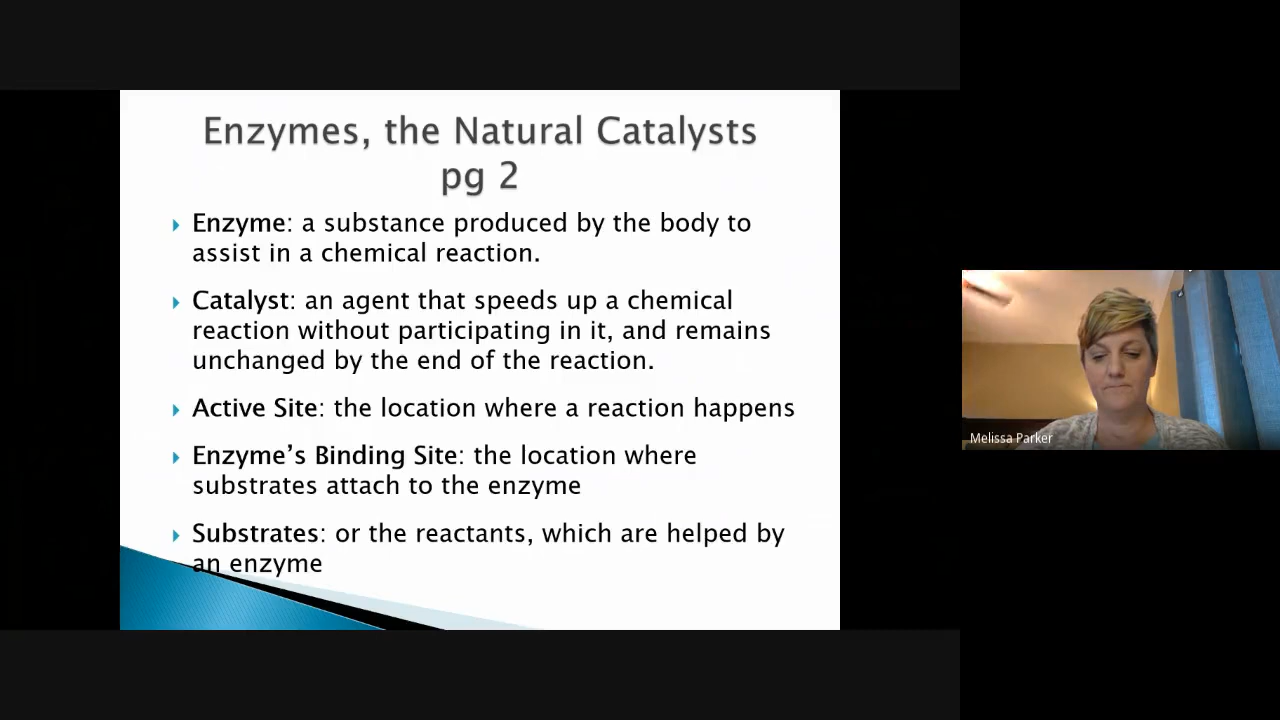 Enzymes, the Natural Catalysts
pg 2
Enzyme: a substance produced by the body to
assist in a chemical reaction.
Catalyst: an agent that speeds up a chemical
reaction without participating in it, and remains
unchanged by the end of the reaction.
Active Site: the location where a reaction happens
Enzyme’s Binding Site: the location where
substrates attach to the enzyme
Substrates: or the reactants, which are helped by
an enzyme
Melissa Parker